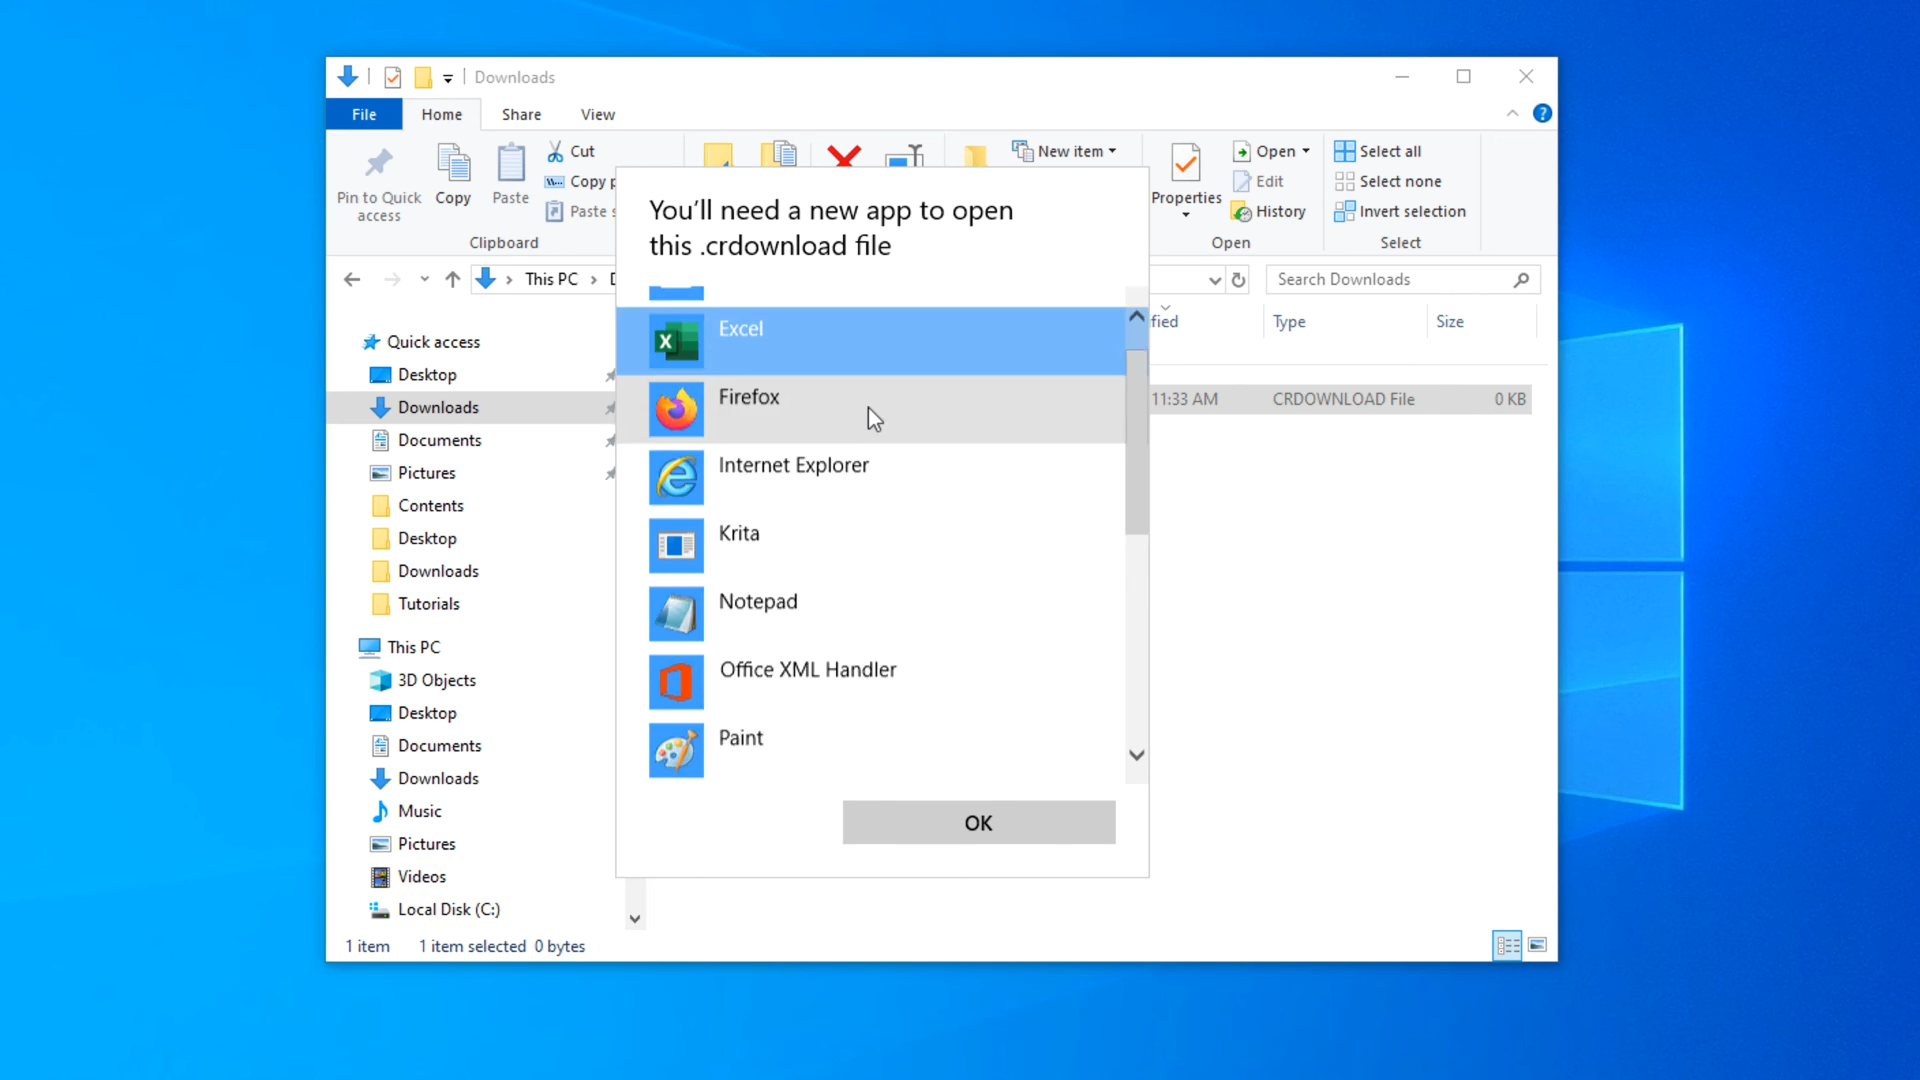 Downloads
File Home Share View
Pin to Quick access
Copy
Paste
Cut
Copy p
Paste s
Clipboard
New item
Properties
Open
Edit
History
Open
Select all
Select none
Invert selection
Select
This PC
Search Downloads
fied Type Size
Quick access
Desktop
Downloads
Documents
Pictures
Contents
Desktop
Downloads
Tutorials
This PC
3D Objects
Desktop
Documents
Downloads
Music
Pictures
Videos
Local Disk (C:)
11:33 AM CRDOWNLOAD File 0 KB
You'll need a new app to open
this .crdownload file
Excel
Firefox
Internet Explorer
Krita
Notepad
Office XML Handler
Paint
OK
1 item 1 item selected 0 bytes